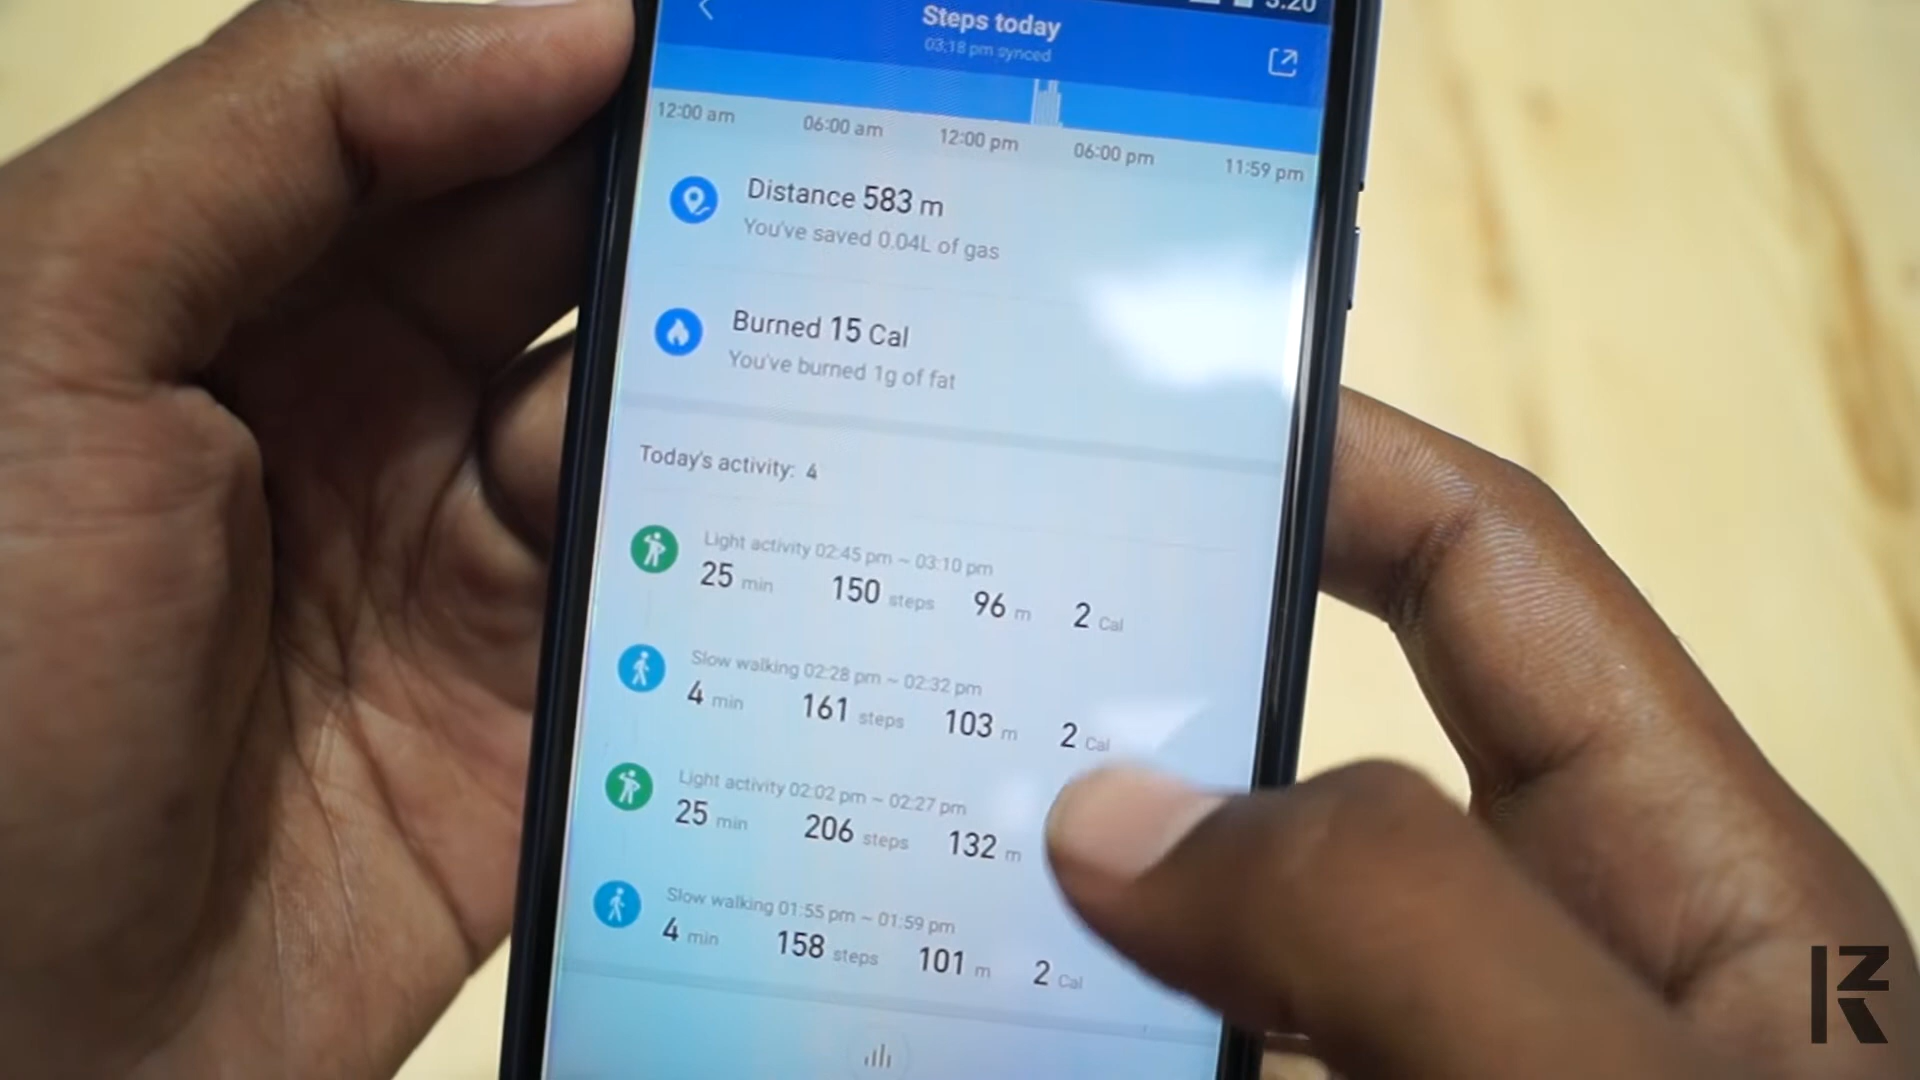 3:20
Steps today
03:18 pm synced
12:00 am 06:00 am 12:00 pm 06:00 pm 11:59 pm
Distance 583 m
You've saved 0.04L of gas
Burned 15 Cal
You've burned 1g of fat
Today's activity: 4
Light activity 02:45 pm ~ 03:10 pm
25 min 150 steps 96 m 2 Cal
Slow walking 02:28 pm ~ 02:32 pm
4 min 161 steps 103 m 2 Cal
Light activity 02:02 pm ~ 02:27 pm
25 min 206 steps 132 m
Slow walking 01:55 pm ~ 01:59 pm
4 min 158 steps 101 m 2 Cal